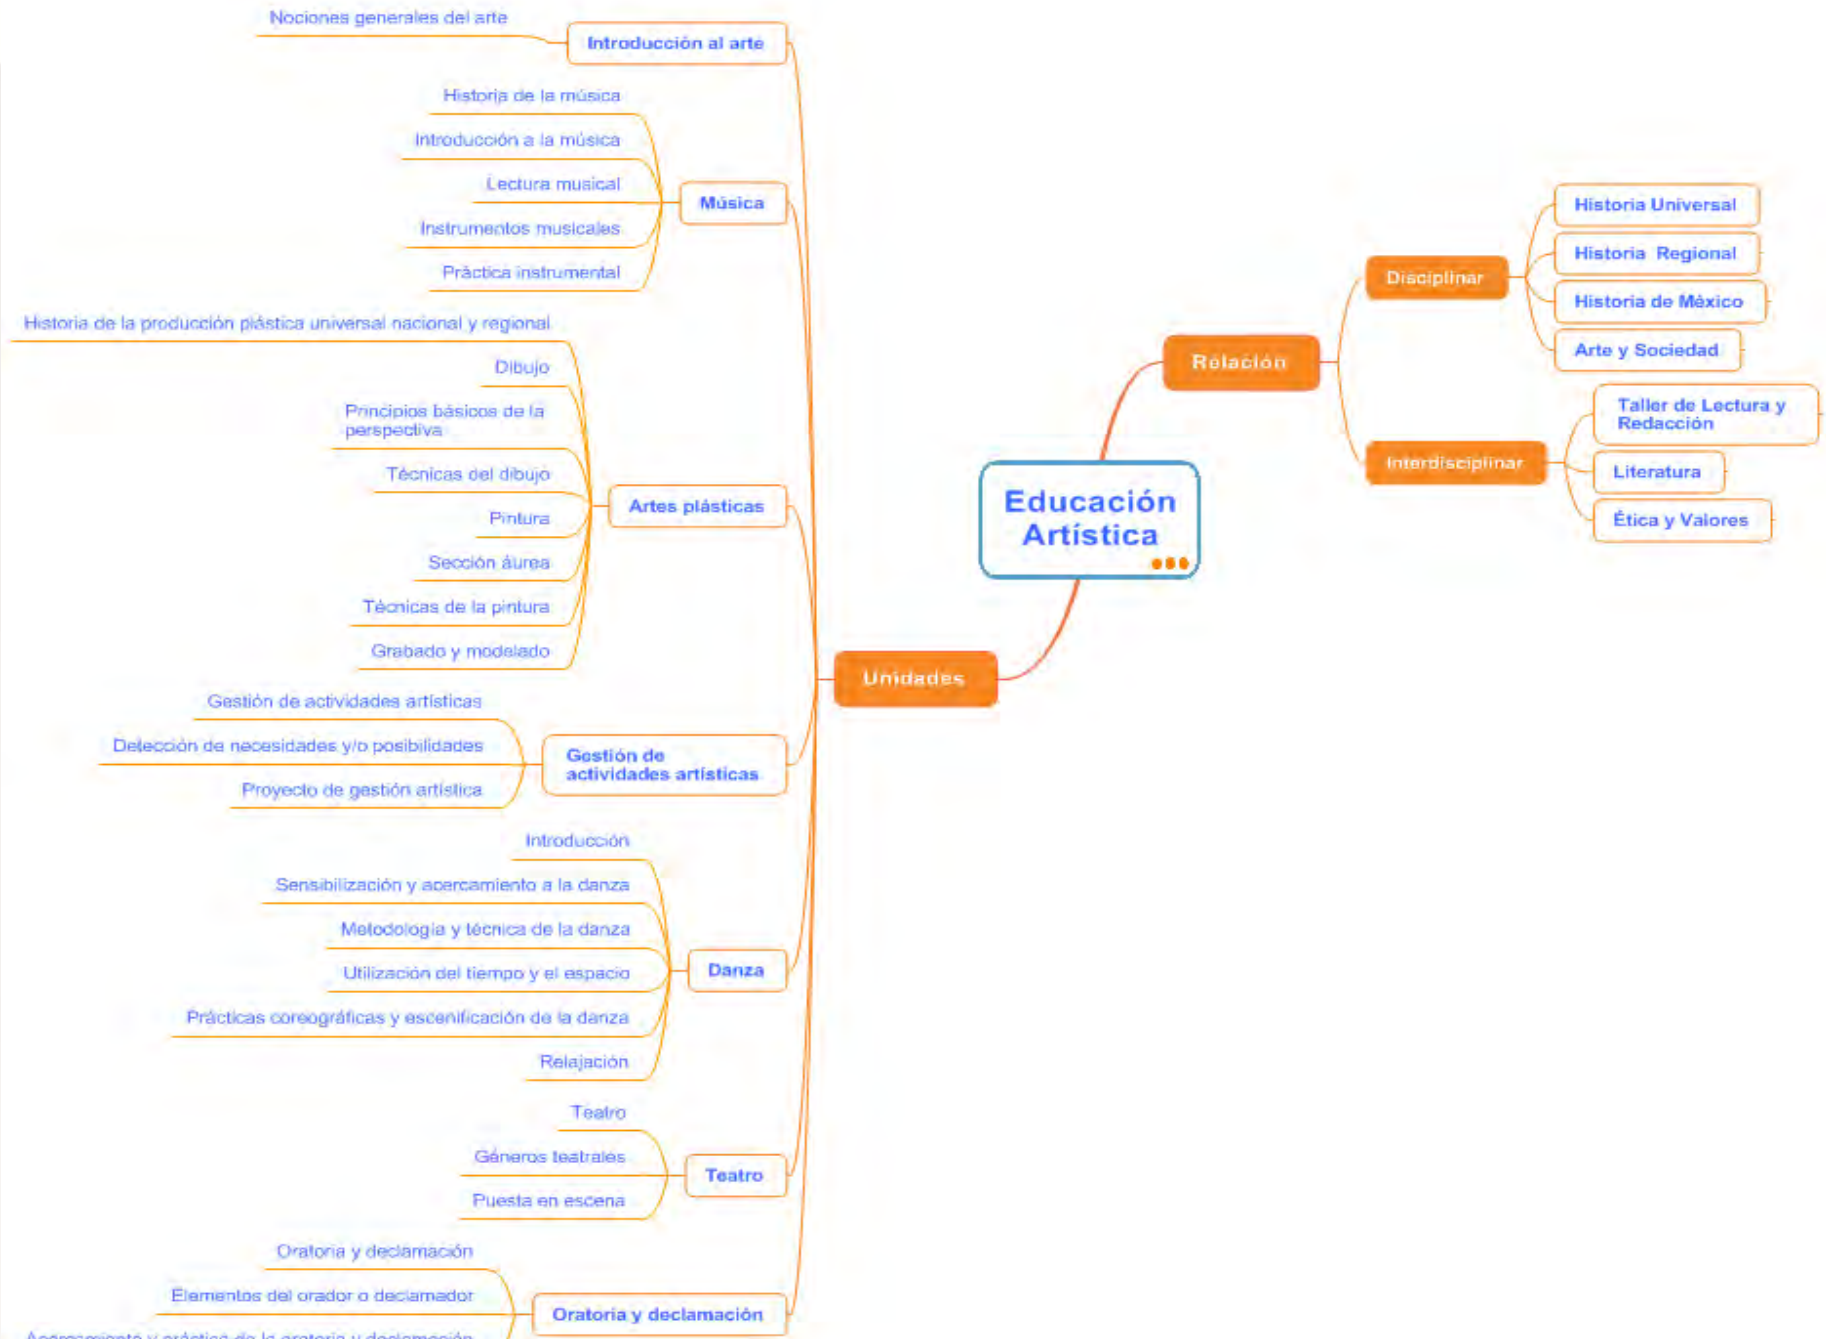 Nociones generales del arte
Introducción al arte
Historia de la música
Introducción a la música
Lectura musical
Instrumentos musicales
Práctica instrumental
Música
Historia de la producción plástica universal nacional y regional
Dibujo
Principios básicos de la
perspectiva
Técnicas del dibujo
Pintura
Sección áurea
Técnicas de la pintura
Grabado y modelado
Artes plásticas
Gestión de actividades artísticas
Detección de necesidades y/o posibilidades
Proyecto de gestión artística
Gestión de
actividades artísticas
Introducción
Sensibilización y acercamiento a la danza
Metodología y técnica de la danza
Utilización del tiempo y el espacio
Prácticas coreográficas y escenificación de la danza
Relajación
Danza
Teatro
Géneros teatrales
Puesta en escena
Teatro
Oratoria y declamación
Elementos del orador o declamador
práctica de la oratoria y declamación
Oratoria y declamación
Unidades
Educación
Artística
Relación
Disciplinar
Historia Universal
Historia Regional
Historia de México
Arte y Sociedad
Interdisciplinar
Taller de Lectura y
Redacción
Literatura
Ética y Valores